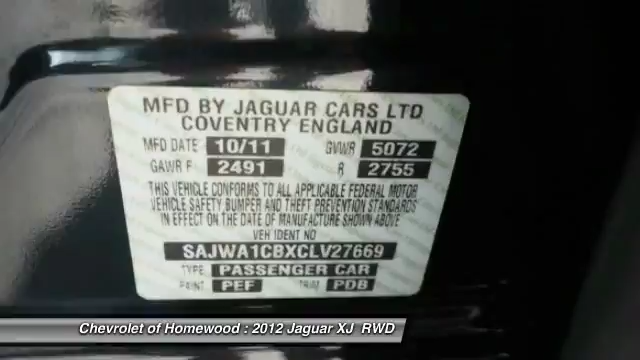 MFD BY JAGUAR CARS LTD
COVENTRY ENGLAND
MFD DATE 10/11 GVWR 5072
GAWR F 2491 R 2755
THIS VEHICLE CONFORMS TO ALL APPLICABLE FEDERAL MOTOR
VEHICLE SAFETY BUMPER AND THEFT PREVENTION STANDARDS
IN EFFECT ON THE DATE OF MANUFACTURE SHOWN ABOVE
VEH IDENT NO
SAJWA1CBXCLV27669
TYPE PASSENGER CAR
PAINT PEF TRIM PDB
Chevrolet of Homewood : 2012 Jaguar XJ RWD